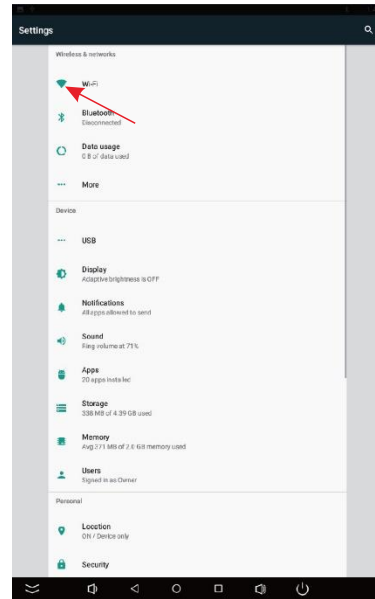 Settings
Wireless & networks
Wi-Fi
Bluetooth
Disconnected
Data usage
0 B of data used
More
Device
USB
Display
Adaptive brightness is OFF
Notifications
All apps allowed to send
Sound
Ring volume at 71%
Apps
20 apps installed
Storage
338 MB of 4.39 GB used
Memory
Avg 371 MB of 2.0 GB memory used
Users
Signed in as Owner
Personal
Location
ON / Device only
Security